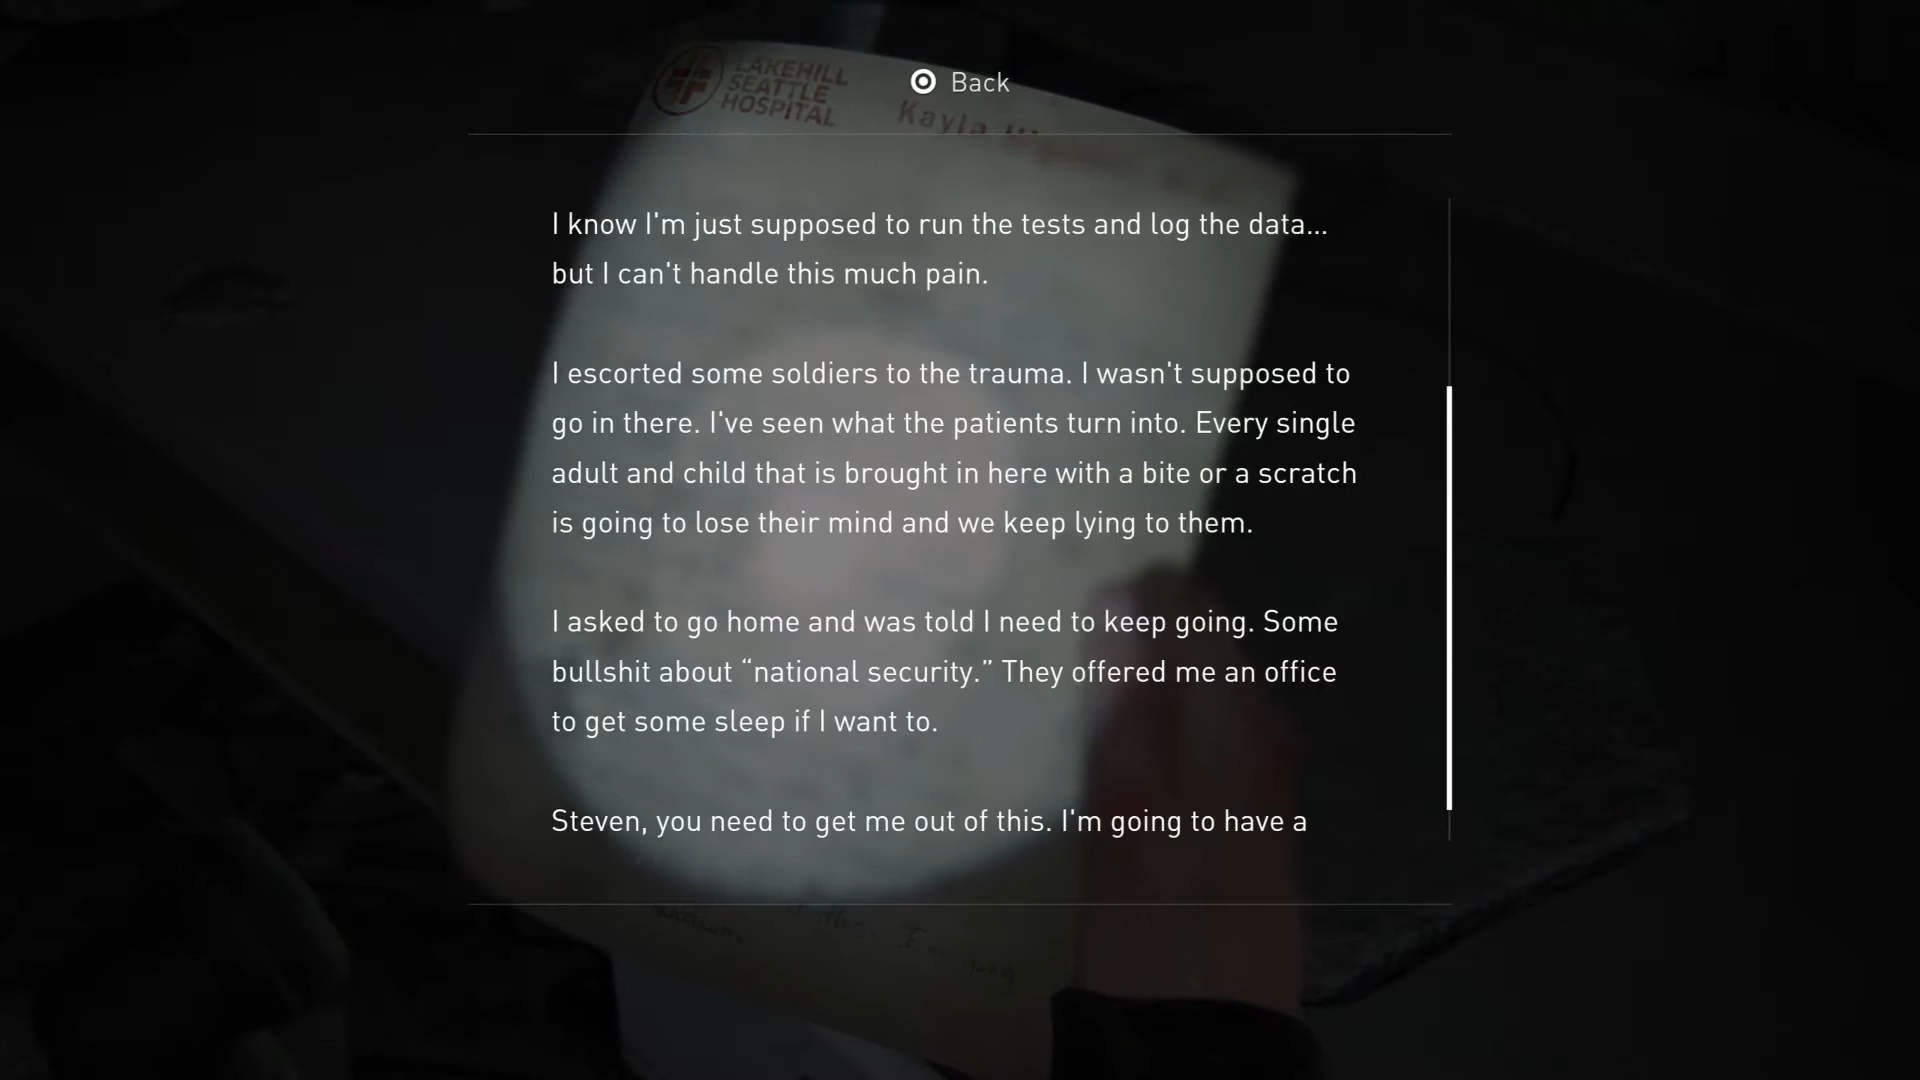 LAKEHILL
SEATTLE
HOSPITAL
Back
Kayla
I know I'm just supposed to run the tests and log the data...
but I can't handle this much pain.
I escorted some soldiers to the trauma. I wasn't supposed to
go in there. I've seen what the patients turn into. Every single
adult and child that is brought in here with a bite or a scratch
is going to lose their mind and we keep lying to them.
I asked to go home and was told I need to keep going. Some
bullshit about “national security.” They offered me an office
to get some sleep if I want to.
Steven, you need to get me out of this. I'm going to have a